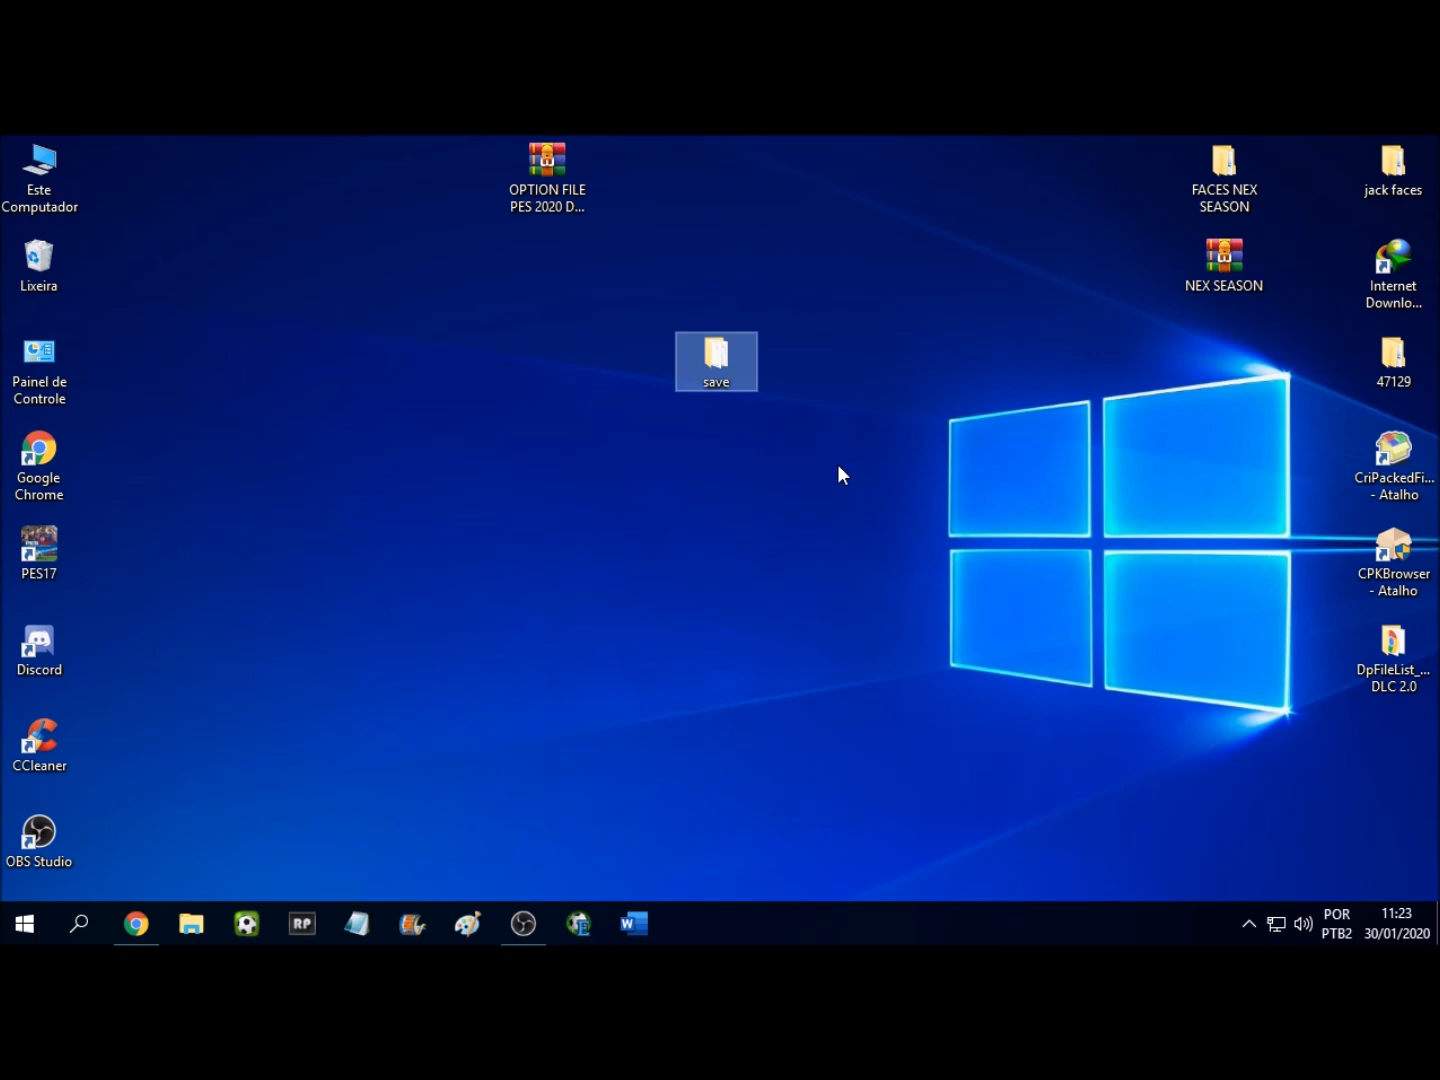 Este
Computador
Lixeira
Painel de
Controle
Google
Chrome
PES17
Discord
CCleaner
OBS Studio
OPTION FILE
PES 2020 D...
save
FACES NEX
SEASON
NEX SEASON
jack faces
Internet
Downlo...
47129
CriPackedFi...
- Atalho
CPKBrowser
- Atalho
DpFileList_...
DLC 2.0
RP
W
POR
PTB2
11:23
30/01/2020